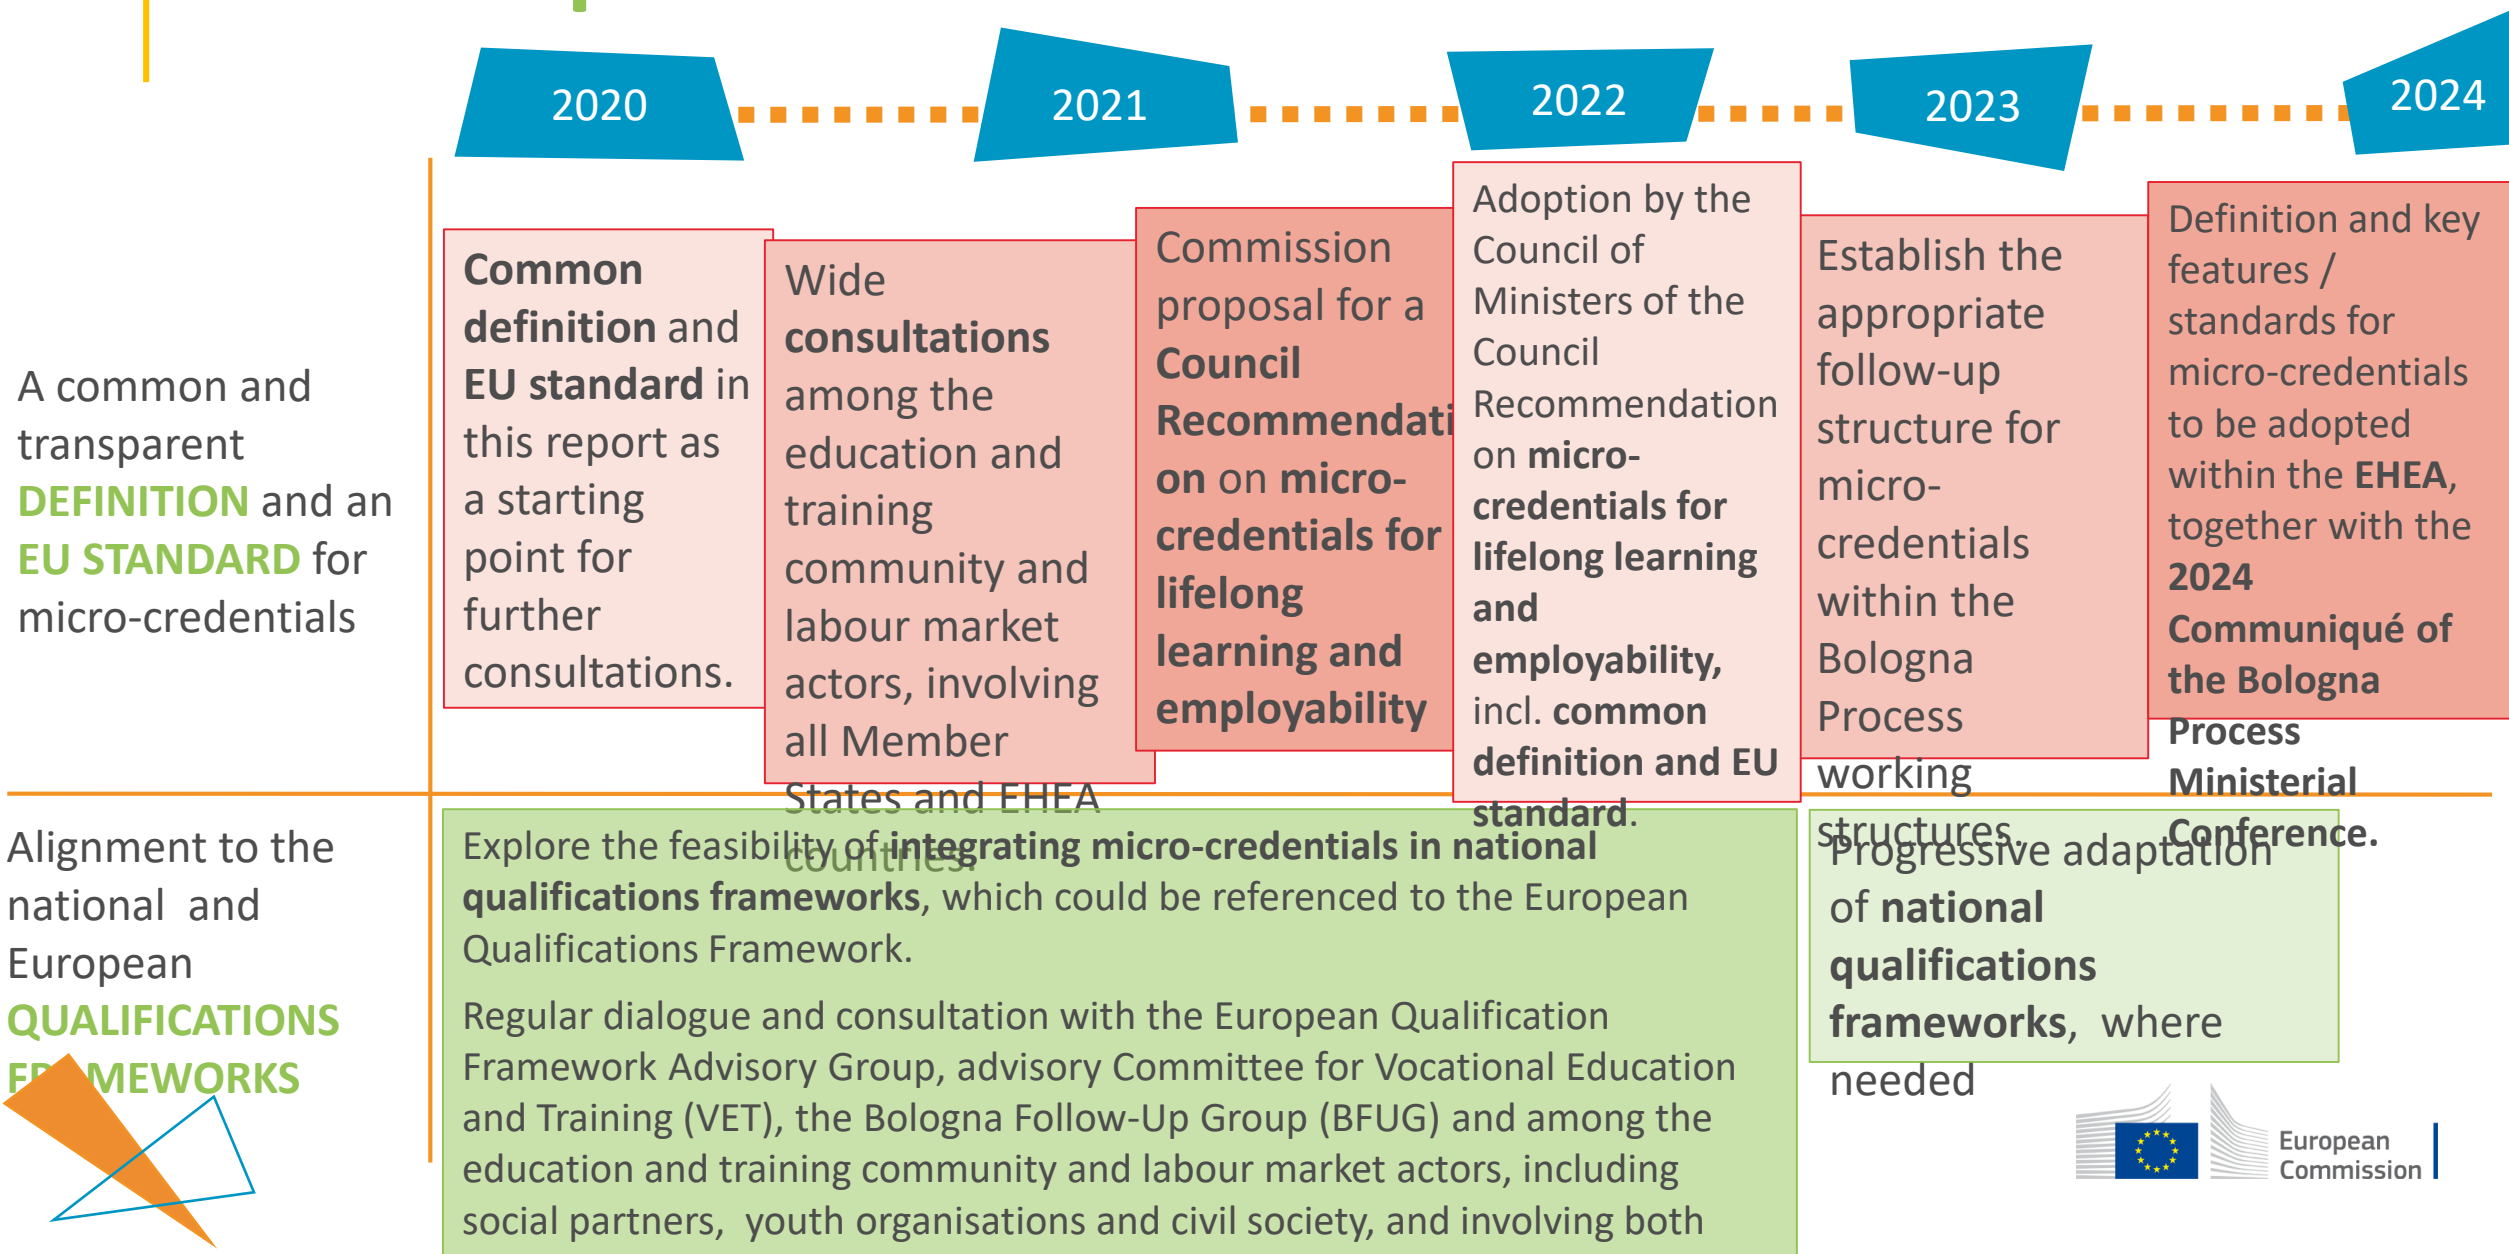 2020
2021
2022
2023
2024
A common and
transparent
DEFINITION and an
EU STANDARD for
micro-credentials
Common
definition and
EU standard in
this report as
a starting
point for
further
consultations.
Wide
consultations
among the
education and
training
community and
labour market
actors, involving
all Member
States and EHEA
countries.
Commission
proposal for a
Council
Recommendati
on on micro-
credentials for
lifelong
learning and
employability
Adoption by the
Council of
Ministers of the
Council
Recommendation
on micro-
credentials for
lifelong learning
and
employability,
incl. common
definition and EU
standard.
Establish the
appropriate
follow-up
structure for
micro-
credentials
within the
Bologna
Process
working
structures.
Definition and key
features /
standards for
micro-credentials
to be adopted
within the EHEA,
together with the
2024
Communiqué of
the Bologna
Process
Ministerial
Conference.
Alignment to the
national and
European
QUALIFICATIONS
FRAMEWORKS
Explore the feasibility of integrating micro-credentials in national
qualifications frameworks, which could be referenced to the European
Qualifications Framework.
Regular dialogue and consultation with the European Qualification
Framework Advisory Group, advisory Committee for Vocational Education
and Training (VET), the Bologna Follow-Up Group (BFUG) and among the
education and training community and labour market actors, including
social partners, youth organisations and civil society, and involving both
Progressive adaptation
of national
qualifications
frameworks, where
needed
European
Commission